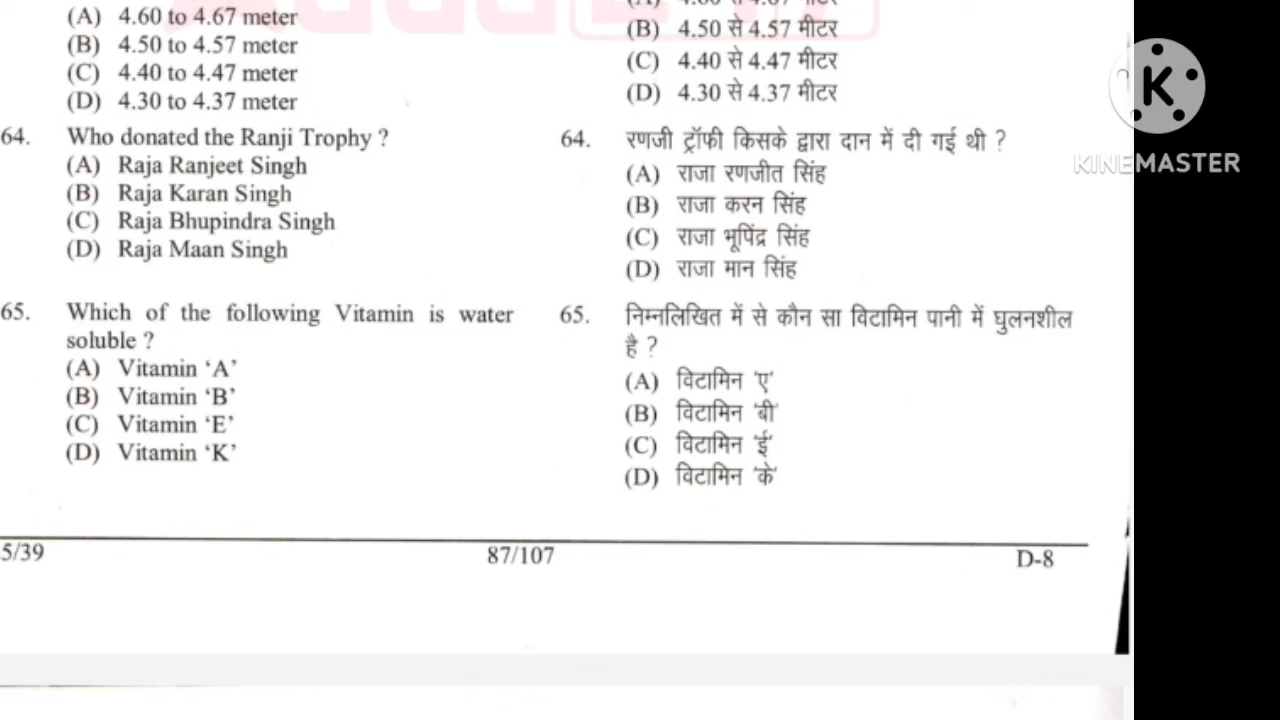 (A) 4.60 to 4.67 meter
(B) 4.50 to 4.57 meter
(C) 4.40 to 4.47 meter
(D) 4.30 to 4.37 meter
64. Who donated the Ranji Trophy ?
(A) Raja Ranjeet Singh
(B) Raja Karan Singh
(C) Raja Bhupindra Singh
(D) Raja Maan Singh
65. Which of the following Vitamin is water
soluble ?
(A) Vitamin ‘A’
(B) Vitamin ‘B’
(C) Vitamin ‘E’
(D) Vitamin ‘K’
(B) 4.50 से 4.57 मीटर
(C) 4.40 से 4.47 मीटर
(D) 4.30 से 4.37 मीटर
64. रणजी ट्रॉफी किसके द्वारा दान में दी गई थी ?
(A) राजा रणजीत सिंह
(B) राजा करन सिंह
(C) राजा भूपिंद्र सिंह
(D) राजा मान सिंह
65. निम्नलिखित में से कौन सा विटामिन पानी में घुलनशील
है ?
(A) विटामिन ‘ए’
(B) विटामिन ‘बी’
(C) विटामिन ‘ई’
(D) विटामिन ‘के’
5/39 87/107 D-8
K
KINEMASTER